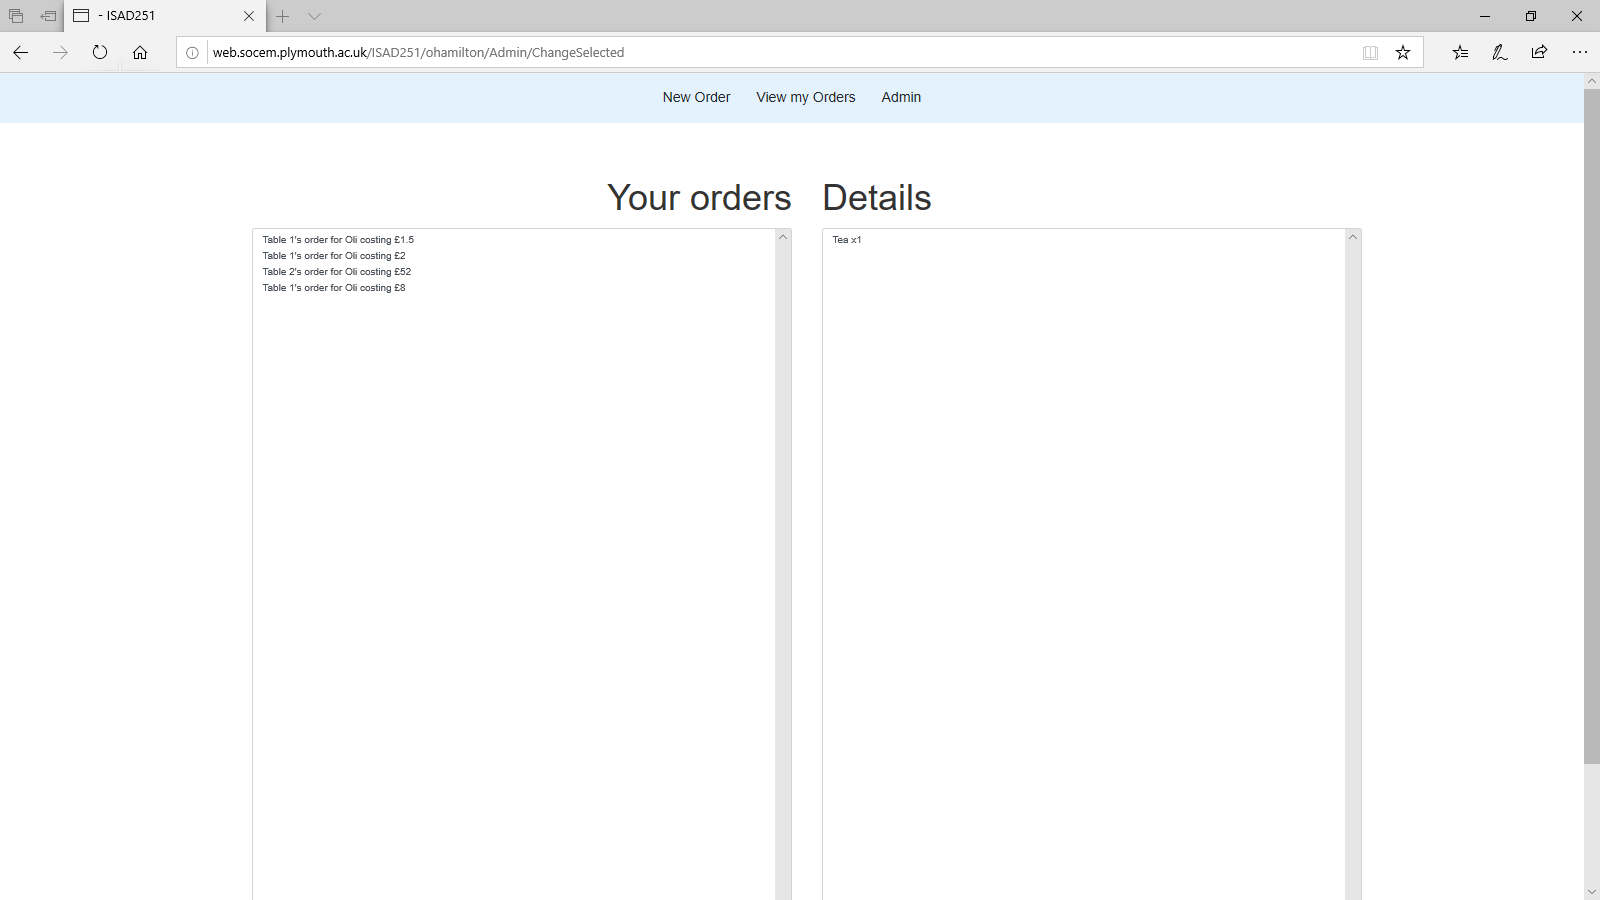 - ISAD251
web.socem.plymouth.ac.uk/ISAD251/ohamilton/Admin/ChangeSelected
New Order View my Orders Admin
Your orders
Table 1's order for Oli costing £1.5
Table 1's order for Oli costing £2
Table 2's order for Oli costing £52
Table 1's order for Oli costing £8
Details
Tea x1